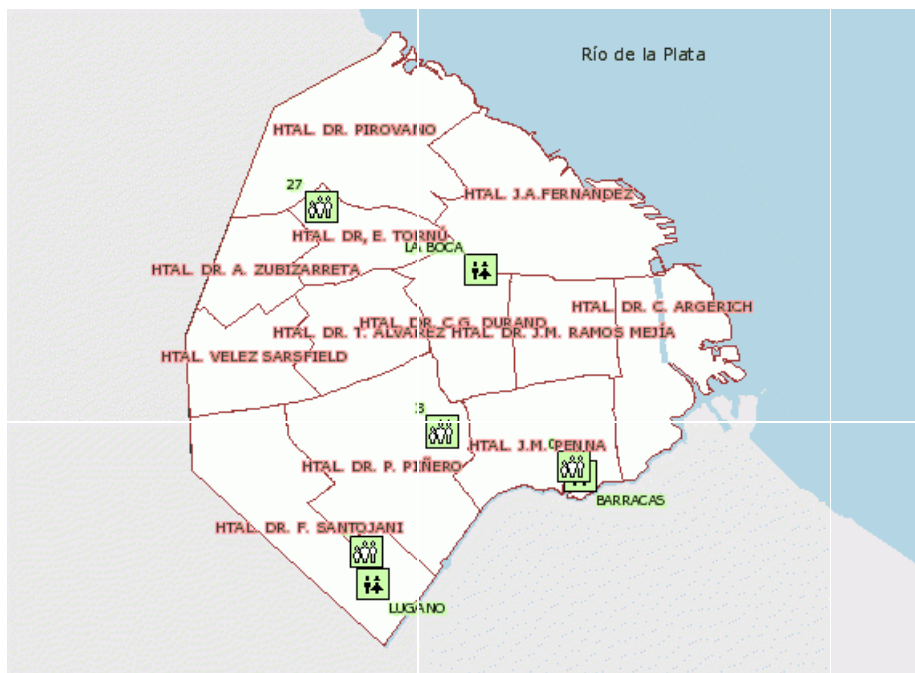 Río de la Plata
HTAL. DR. PIROVANO
27
HTAL. J.A.FERNANDEZ
HTAL. DR, E. TORNÚ
LA BOCA
HTAL. DR. A. ZUBIZARRETA
HTAL. DR. C. ARGERICH
HTAL. DR. C.G. DURAND
HTAL. DR. T. ALVAREZ
HTAL. DR. J.M. RAMOS MEJÍA
HTAL. VELEZ SARSFIELD
HTAL. J.M. PENNA
HTAL. DR. P. PIÑERO
BARRACAS
HTAL. DR. F. SANTOJANI
LUGANO